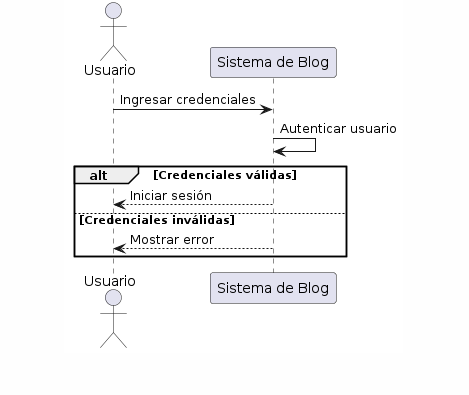 Usuario
Sistema de Blog
Ingresar credenciales
Autenticar usuario
alt [Credenciales válidas]
Iniciar sesión
[Credenciales inválidas]
Mostrar error
Usuario
Sistema de Blog